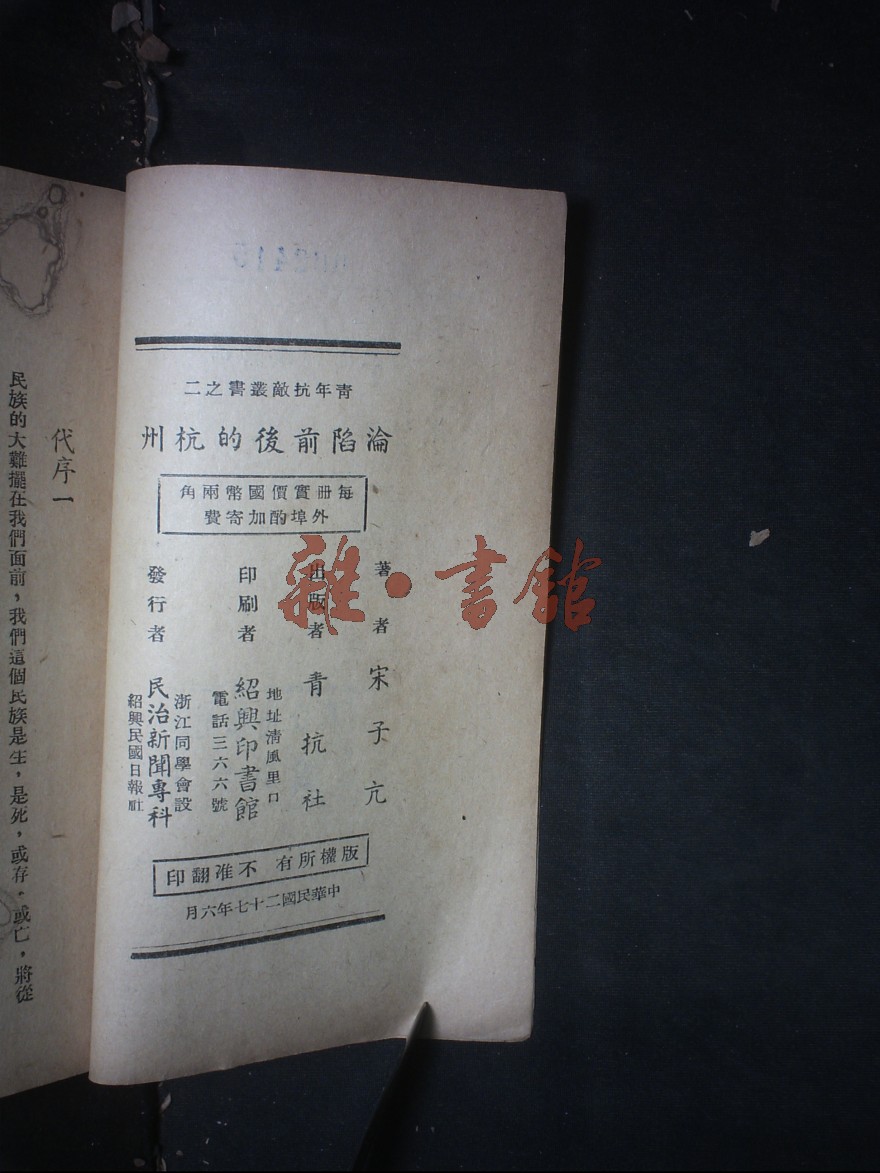 青年抗敵叢書之二
淪陷前後的杭州
每冊實價國幣兩角
外埠酌加寄費
著者 宋子亢
出版者 青抗社
地址清風里口
印刷者 紹興印書館
電話三六六號
浙江同學會設
發行者 民治新聞專科
紹興民國日報社
版權所有 不准翻印
中華民國二十七年六月
代序一
民族的大難擺在我們面前，我們這個民族是生，是死，或存，或亡，將從
雜·書館